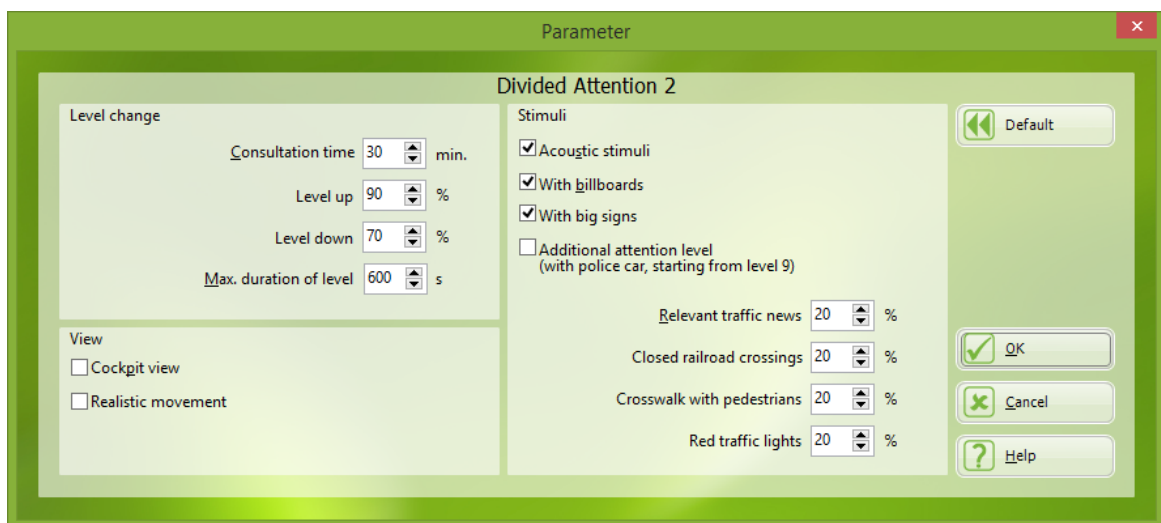 Parameter
Divided Attention 2
Level change
Consultation time 30 min.
Level up 90 %
Level down 70 %
Max. duration of level 600 s
View
Cockpit view
Realistic movement
Stimuli
Acoustic stimuli
With billboards
With big signs
Additional attention level
(with police car, starting from level 9)
Relevant traffic news 20 %
Closed railroad crossings 20 %
Crosswalk with pedestrians 20 %
Red traffic lights 20 %
Default
OK
Cancel
Help